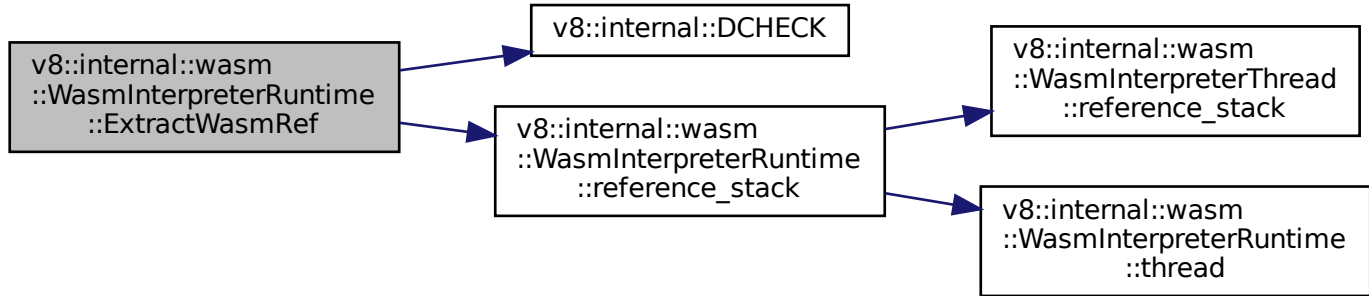 v8::internal::wasm
::WasmInterpreterRuntime
::ExtractWasmRef
v8::internal::DCHECK
v8::internal::wasm
::WasmInterpreterRuntime
::reference_stack
v8::internal::wasm
::WasmInterpreterThread
::reference_stack
v8::internal::wasm
::WasmInterpreterRuntime
::thread